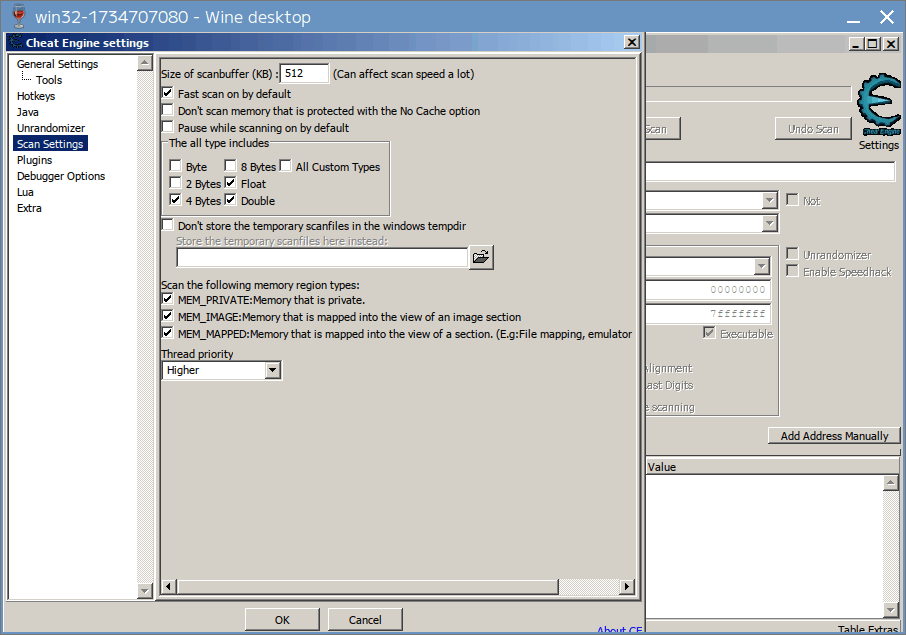 win32-1734707080 - Wine desktop
Cheat Engine settings
General Settings
Tools
Hotkeys
Java
Unrandomizer
Scan Settings
Plugins
Debugger Options
Lua
Extra
Size of scanbuffer (KB) : 512 (Can affect scan speed a lot)
Fast scan on by default
Don't scan memory that is protected with the No Cache option
Pause while scanning on by default
The all type includes
Byte 8 Bytes All Custom Types
2 Bytes Float
4 Bytes Double
Don't store the temporary scanfiles in the windows tempdir
Store the temporary scanfiles here instead:
Scan the following memory region types:
MEM_PRIVATE:Memory that is private.
MEM_IMAGE:Memory that is mapped into the view of an image section
MEM_MAPPED:Memory that is mapped into the view of a section. (E.g:File mapping, emulator
Thread priority
Higher
OK Cancel
About CE
Scan
Undo Scan
Cheat Engine
Settings
Not
Unrandomizer
Enable Speedhack
00000000
7fffffff
Executable
Alignment
Last Digits
e scanning
Add Address Manually
Value
Table Extras